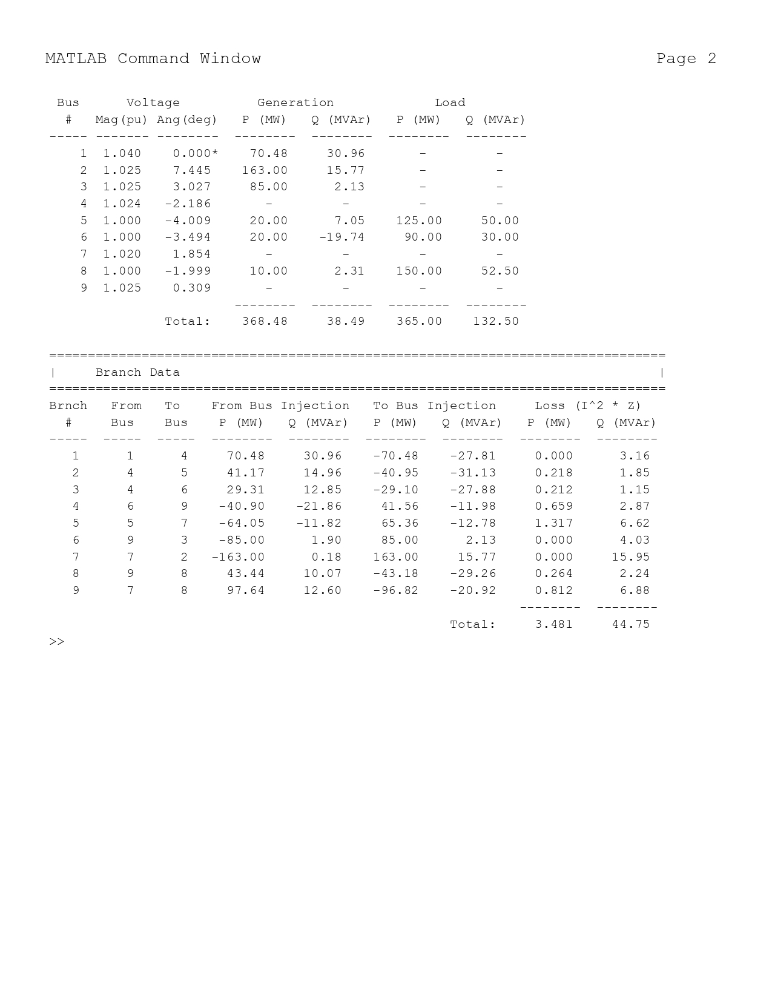 MATLAB Command Window Page 2
Bus Voltage Generation Load
# Mag(pu) Ang(deg) P (MW) Q (MVAr) P (MW) Q (MVAr)
----- ------- -------- -------- -------- -------- --------
1 1.040 0.000* 70.48 30.96 - -
2 1.025 7.445 163.00 15.77 - -
3 1.025 3.027 85.00 2.13 - -
4 1.024 -2.186 - - - -
5 1.000 -4.009 20.00 7.05 125.00 50.00
6 1.000 -3.494 20.00 -19.74 90.00 30.00
7 1.020 1.854 - - - -
8 1.000 -1.999 10.00 2.31 150.00 52.50
9 1.025 0.309 - - - -
-------- -------- -------- --------
Total: 368.48 38.49 365.00 132.50
================================================================================
| Branch Data |
================================================================================
Brnch From To From Bus Injection To Bus Injection Loss (I^2 * Z)
# Bus Bus P (MW) Q (MVAr) P (MW) Q (MVAr) P (MW) Q (MVAr)
----- ----- ----- -------- -------- -------- -------- -------- --------
1 1 4 70.48 30.96 -70.48 -27.81 0.000 3.16
2 4 5 41.17 14.96 -40.95 -31.13 0.218 1.85
3 4 6 29.31 12.85 -29.10 -27.88 0.212 1.15
4 6 9 -40.90 -21.86 41.56 -11.98 0.659 2.87
5 5 7 -64.05 -11.82 65.36 -12.78 1.317 6.62
6 9 3 -85.00 1.90 85.00 2.13 0.000 4.03
7 7 2 -163.00 0.18 163.00 15.77 0.000 15.95
8 9 8 43.44 10.07 -43.18 -29.26 0.264 2.24
9 7 8 97.64 12.60 -96.82 -20.92 0.812 6.88
-------- --------
Total: 3.481 44.75
>>